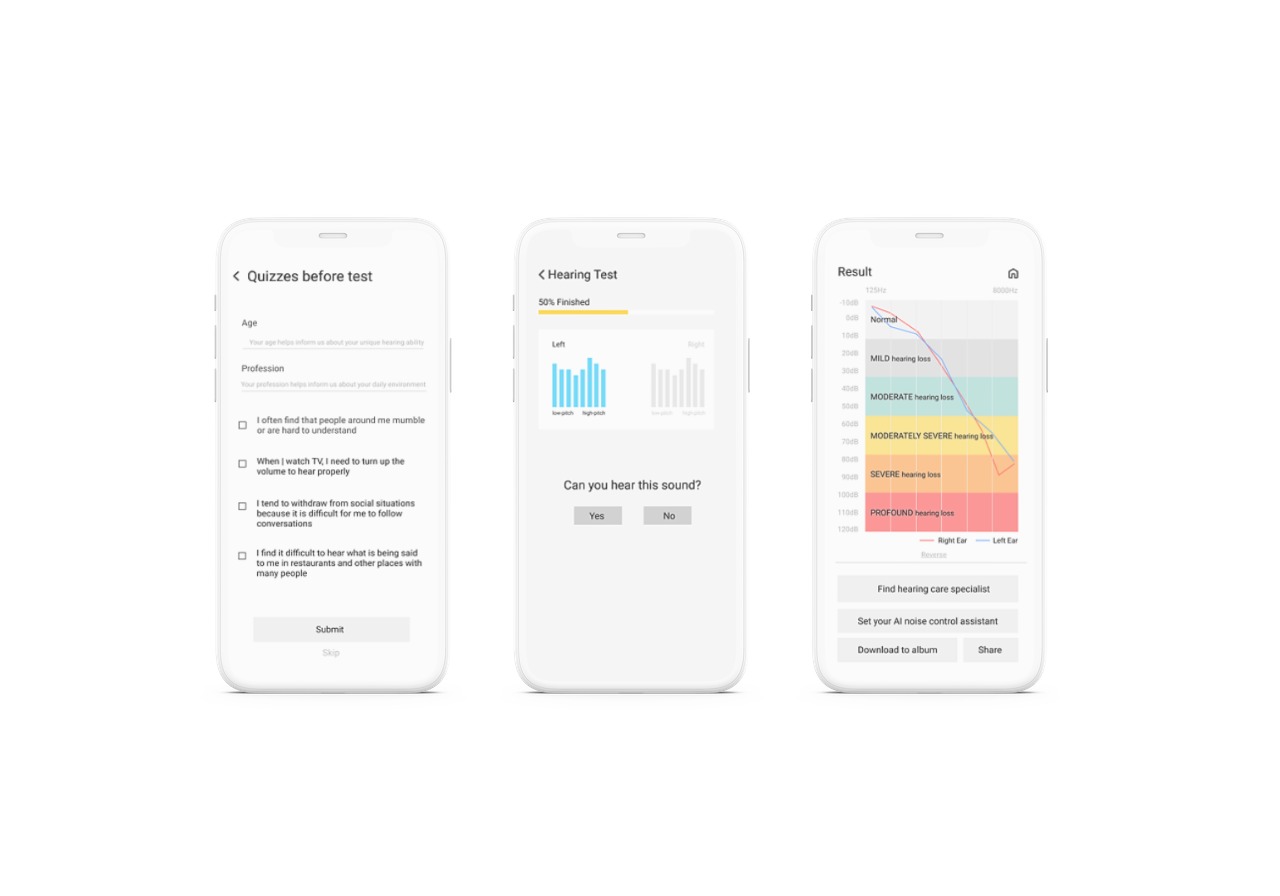 Quizzes before test
Age
Your age helps inform us about your unique hearing ability
Profession
Your profession helps inform us about your daily environment
I often find that people around me mumble
or are hard to understand
When I watch TV, I need to turn up the
volume to hear properly
I tend to withdraw from social situations
because it is difficult for me to follow
conversations
I find it difficult to hear what is being said
to me in restaurants and other places with
many people
Submit
Skip
Hearing Test
50% Finished
Left
Right
low-pitch high-pitch
low-pitch high-pitch
Can you hear this sound?
Yes
No
Result
125Hz
8000Hz
-10dB
0dB
10dB
20dB
30dB
40dB
50dB
60dB
70dB
80dB
90dB
100dB
110dB
120dB
Normal
MILD hearing loss
MODERATE hearing loss
MODERATELY SEVERE hearing loss
SEVERE hearing loss
PROFOUND hearing loss
Right Ear
Left Ear
Reverse
Find hearing care specialist
Set your AI noise control assistant
Download to album
Share